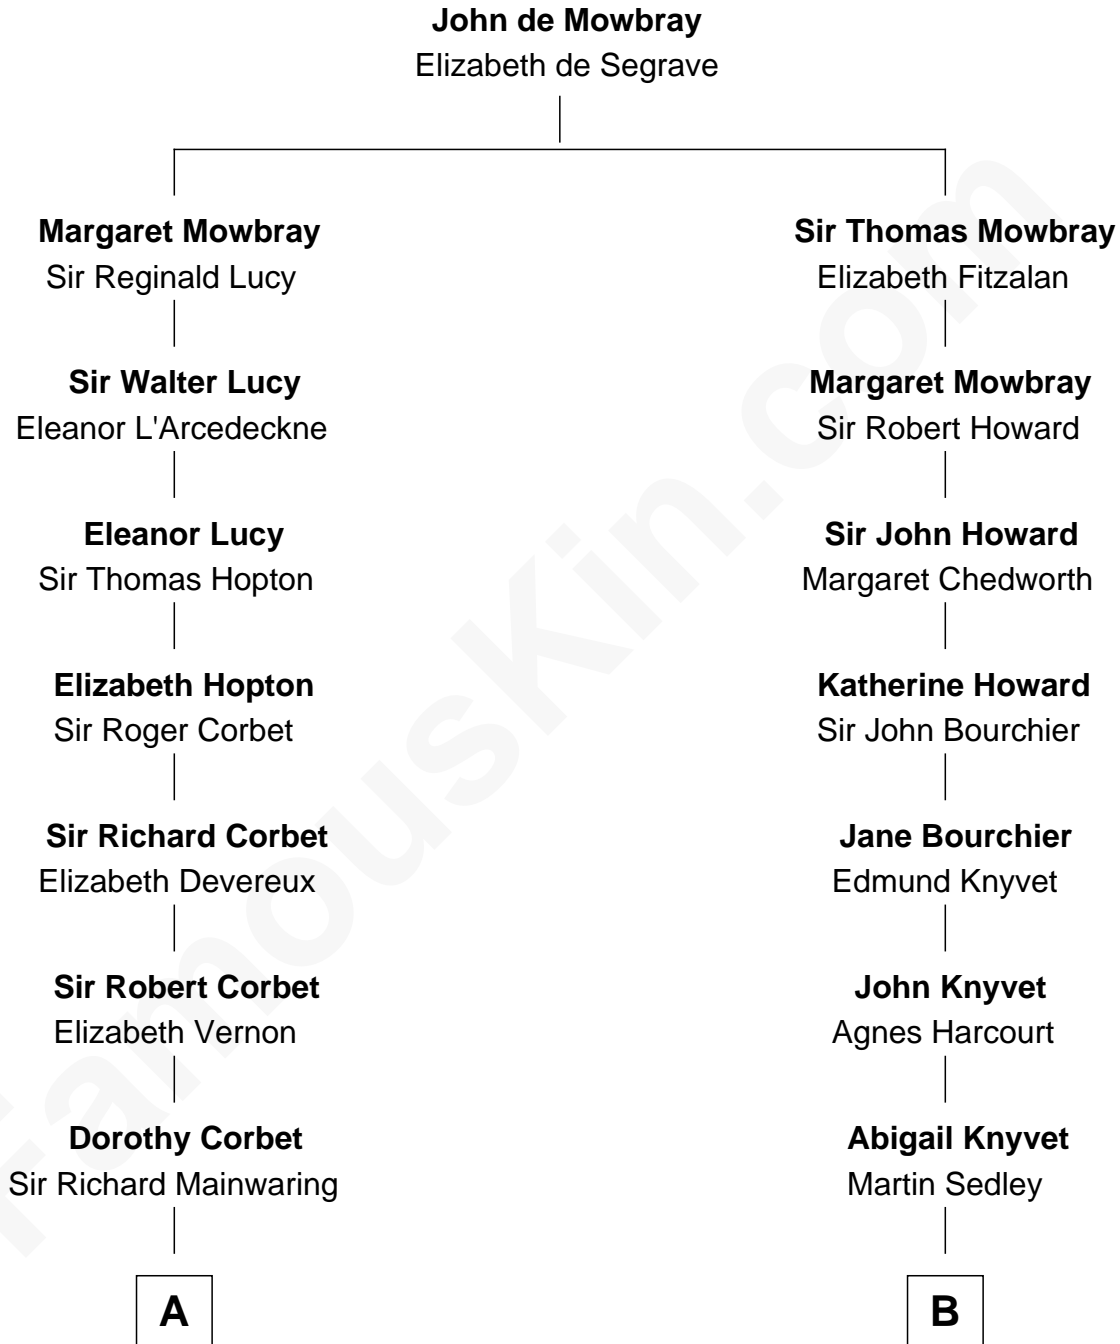 John de Mowbray
Elizabeth de Segrave
Margaret Mowbray
Sir Reginald Lucy
Sir Thomas Mowbray
Elizabeth Fitzalan
Sir Walter Lucy
Eleanor L'Arcedeckne
Margaret Mowbray
Sir Robert Howard
Eleanor Lucy
Sir Thomas Hopton
Sir John Howard
Margaret Chedworth
Elizabeth Hopton
Sir Roger Corbet
Katherine Howard
Sir John Bourchier
Sir Richard Corbet
Elizabeth Devereux
Jane Bourchier
Edmund Knyvet
Sir Robert Corbet
Elizabeth Vernon
John Knyvet
Agnes Harcourt
Dorothy Corbet
Sir Richard Mainwaring
Abigail Knyvet
Martin Sedley
A
B
FamousKin.com